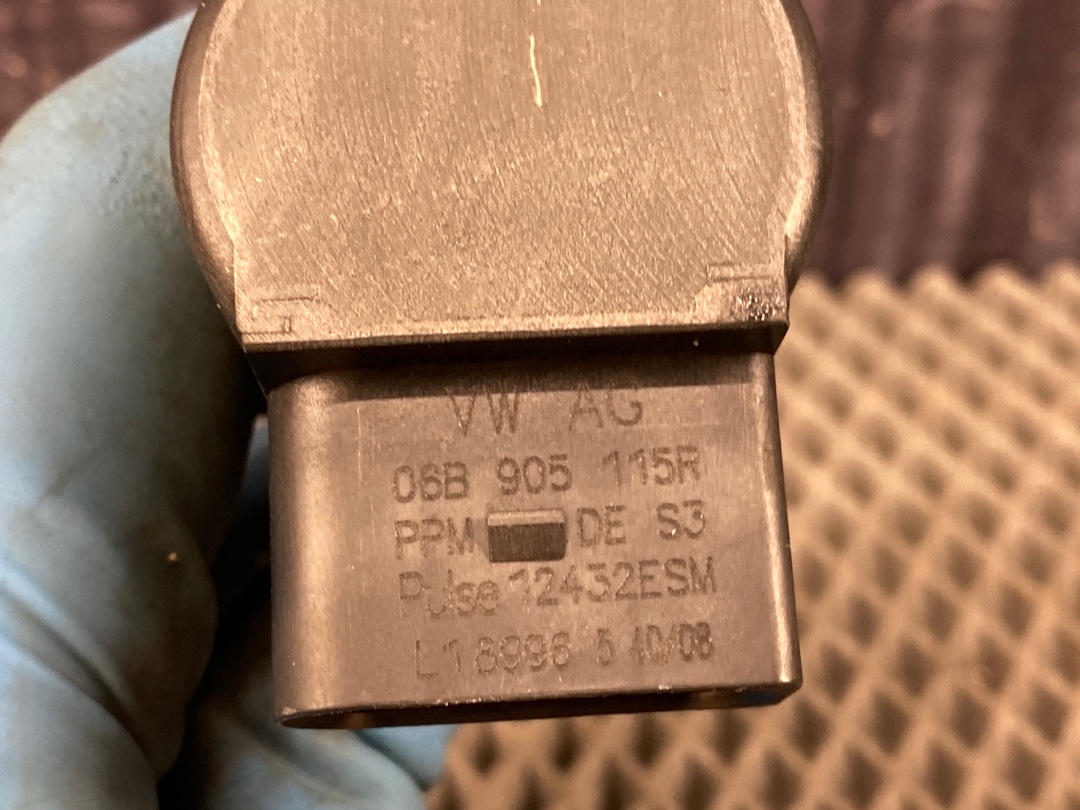 VW AG
06B 905 115R
PPM DE S3
Pulse 12432ESM
L18996 5 40/08